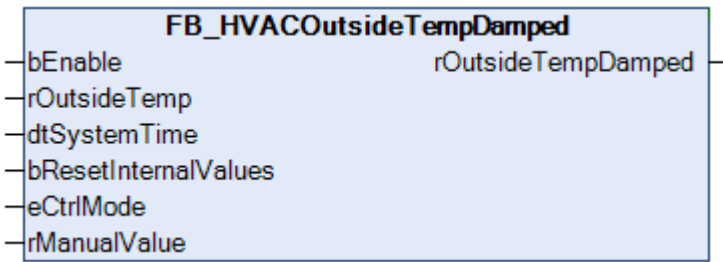 FB_HVACOutsideTempDamped
bEnable rOutsideTempDamped
rOutsideTemp
dtSystemTime
bResetInternalValues
eCtrlMode
rManualValue